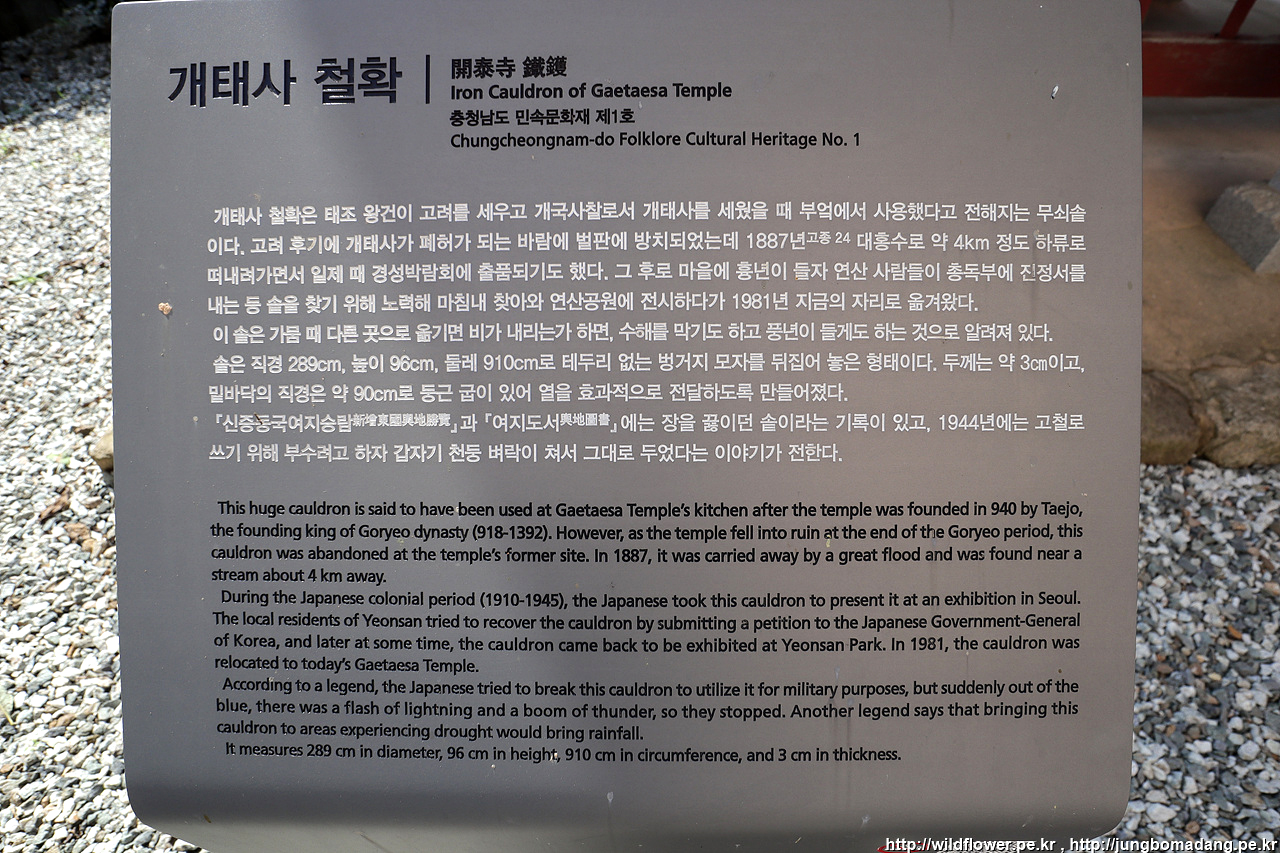 개태사 철확
開泰寺 鐵鑊
Iron Cauldron of Gaetaesa Temple
충청남도 민속문화재 제1호
Chungcheongnam-do Folklore Cultural Heritage No. 1
개태사 철확은 태조 왕건이 고려를 세우고 개국사찰로서 개태사를 세웠을 때 부엌에서 사용했다고 전해지는 무쇠솥
이다. 고려 후기에 개태사가 폐허가 되는 바람에 벌판에 방치되었는데 1887년고종 24 대홍수로 약 4km 정도 하류로
떠내려가면서 일제 때 경성박람회에 출품되기도 했다. 그 후로 마을에 흉년이 들자 연산 사람들이 총독부에 진정서를
내는 등 솥을 찾기 위해 노력해 마침내 찾아와 연산공원에 전시하다가 1981년 지금의 자리로 옮겨왔다.
이 솥은 가뭄 때 다른 곳으로 옮기면 비가 내리는가 하면, 수해를 막기도 하고 풍년이 들게도 하는 것으로 알려져 있다.
솥은 직경 289cm, 높이 96cm, 둘레 910cm로 테두리 없는 벙거지 모자를 뒤집어 놓은 형태이다. 두께는 약 3㎝이고,
밑바닥의 직경은 약 90cm로 둥근 굽이 있어 열을 효과적으로 전달하도록 만들어졌다.
『신증동국여지승람新增東國輿地勝覽』과 『여지도서輿地圖書』에는 장을 끓이던 솥이라는 기록이 있고, 1944년에는 고철로
쓰기 위해 부수려고 하자 갑자기 천둥 벼락이 쳐서 그대로 두었다는 이야기가 전한다.
This huge cauldron is said to have been used at Gaetaesa Temple's kitchen after the temple was founded in 940 by Taejo,
the founding king of Goryeo dynasty (918-1392). However, as the temple fell into ruin at the end of the Goryeo period, this
cauldron was abandoned at the temple's former site. In 1887, it was carried away by a great flood and was found near a
stream about 4 km away.
During the Japanese colonial period (1910-1945), the Japanese took this cauldron to present it at an exhibition in Seoul.
The local residents of Yeonsan tried to recover the cauldron by submitting a petition to the Japanese Government-General
of Korea, and later at some time, the cauldron came back to be exhibited at Yeonsan Park. In 1981, the cauldron was
relocated to today's Gaetaesa Temple.
According to a legend, the Japanese tried to break this cauldron to utilize it for military purposes, but suddenly out of the
blue, there was a flash of lightning and a boom of thunder, so they stopped. Another legend says that bringing this
cauldron to areas experiencing drought would bring rainfall.
It measures 289 cm in diameter, 96 cm in height, 910 cm in circumference, and 3 cm in thickness.
http://wildflower.pe.kr , http://jungbomadang.pe.kr